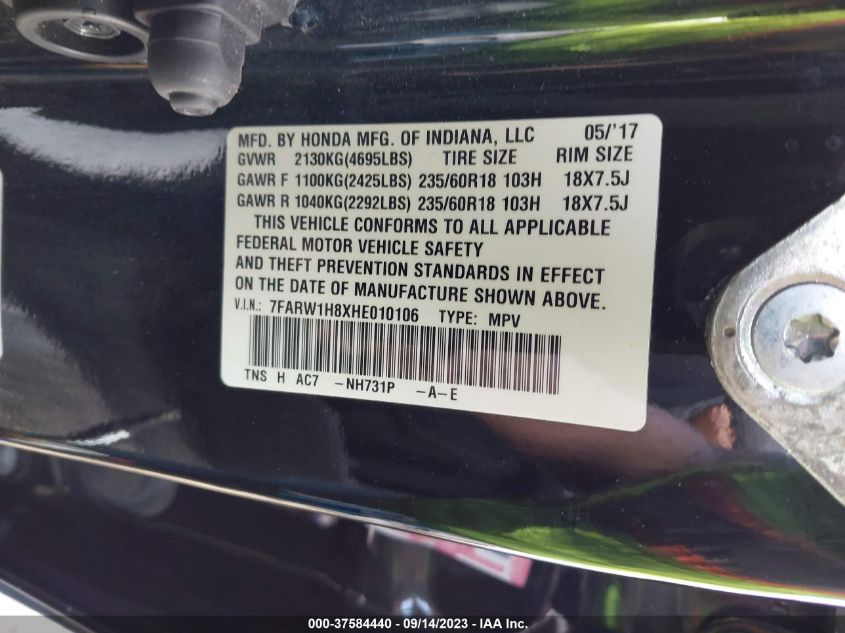 MFD. BY HONDA MFG. OF INDIANA, LLC 05/'17
GVWR 2130KG(4695LBS) TIRE SIZE RIM SIZE
GAWR F 1100KG(2425LBS) 235/60R18 103H 18X7.5J
GAWR R 1040KG(2292LBS) 235/60R18 103H 18X7.5J
THIS VEHICLE CONFORMS TO ALL APPLICABLE
FEDERAL MOTOR VEHICLE SAFETY
AND THEFT PREVENTION STANDARDS IN EFFECT
ON THE DATE OF MANUFACTURE SHOWN ABOVE.
V.I.N.: 7FARW1H8XHE010106 TYPE: MPV
TNS H AC7 -NH731P -A-E
000-37584440 - 09/14/2023 - IAA Inc.